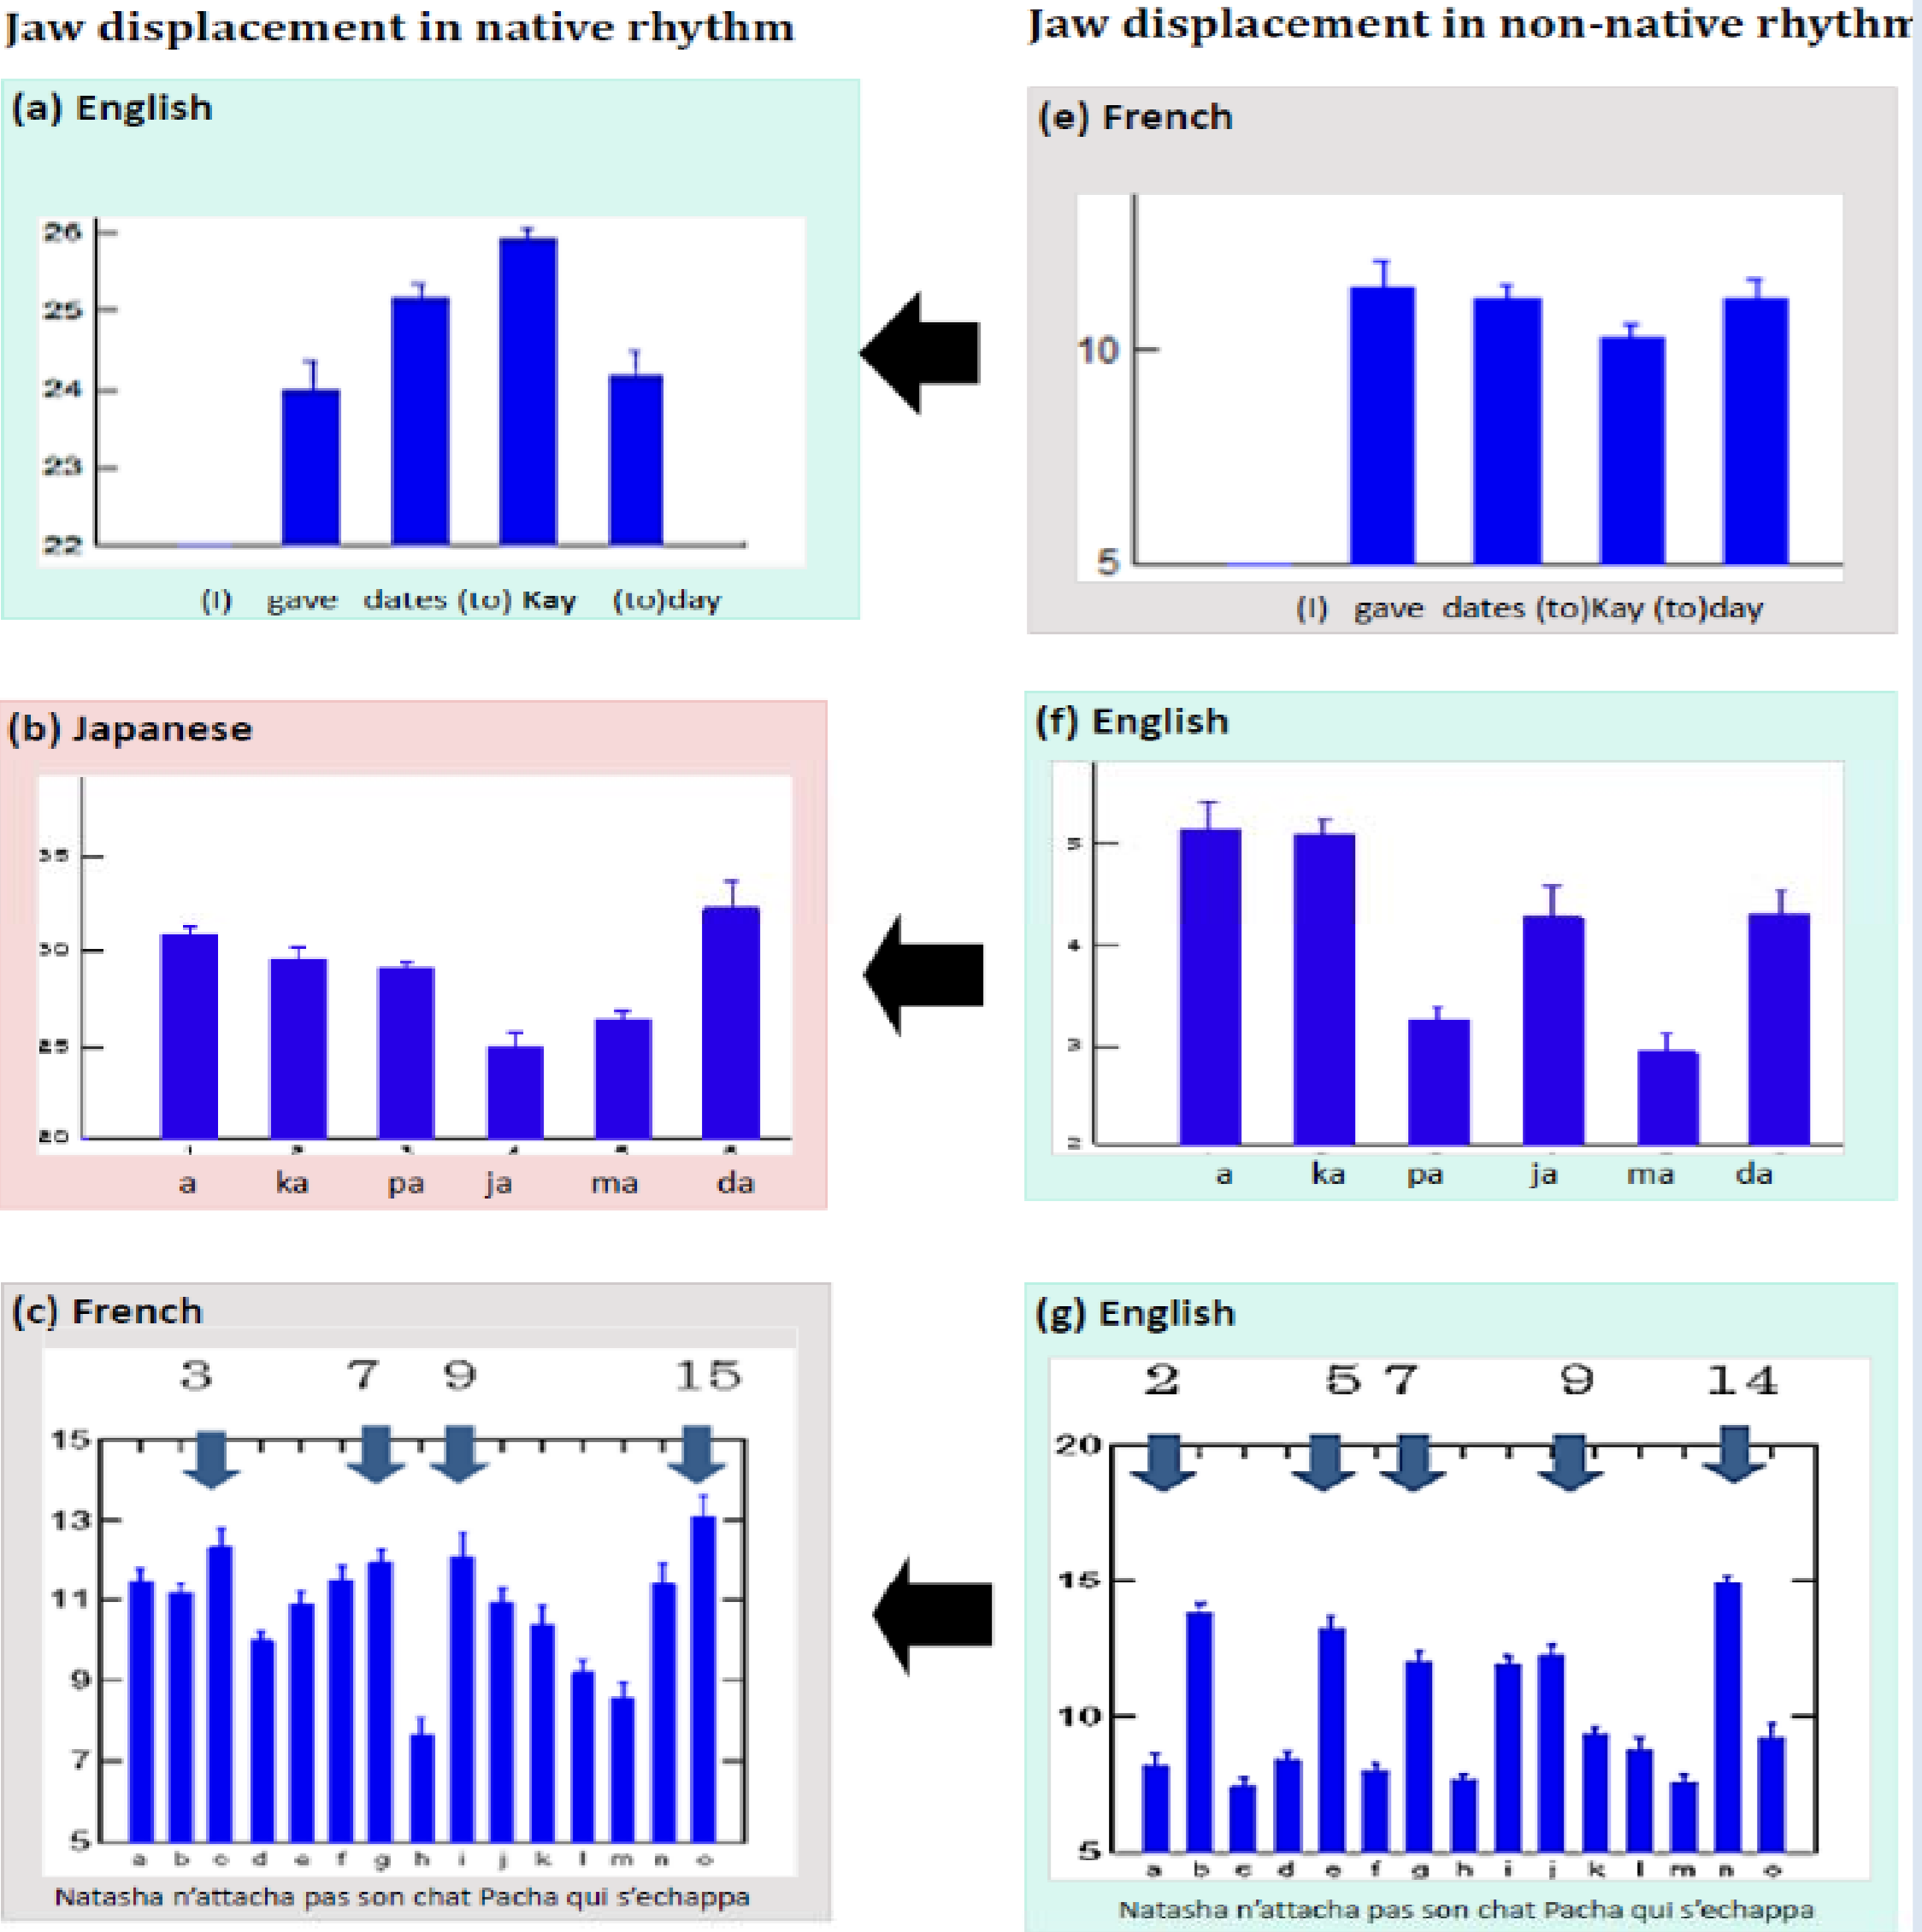 Jaw displacement in native rhythm
Jaw displacement in non-native rhythm
(a) English
26
25
24
23
22
(I) gave dates (to) Kay (to)day
(e) French
10
5
(I) gave dates (to)Kay (to)day
(b) Japanese
35
30
25
20
a ka pa ja ma da
(f) English
5
4
3
2
a ka pa ja ma da
(c) French
3 7 9 15
15
13
11
9
7
5
a b c d e f g h i j k l m n o
Natasha n'attacha pas son chat Pacha qui s'echappa
(g) English
2 5 7 9 14
20
15
10
5
a b c d e f g h i j k l m n o
Natasha n'attacha pas son chat Pacha qui s'echappa